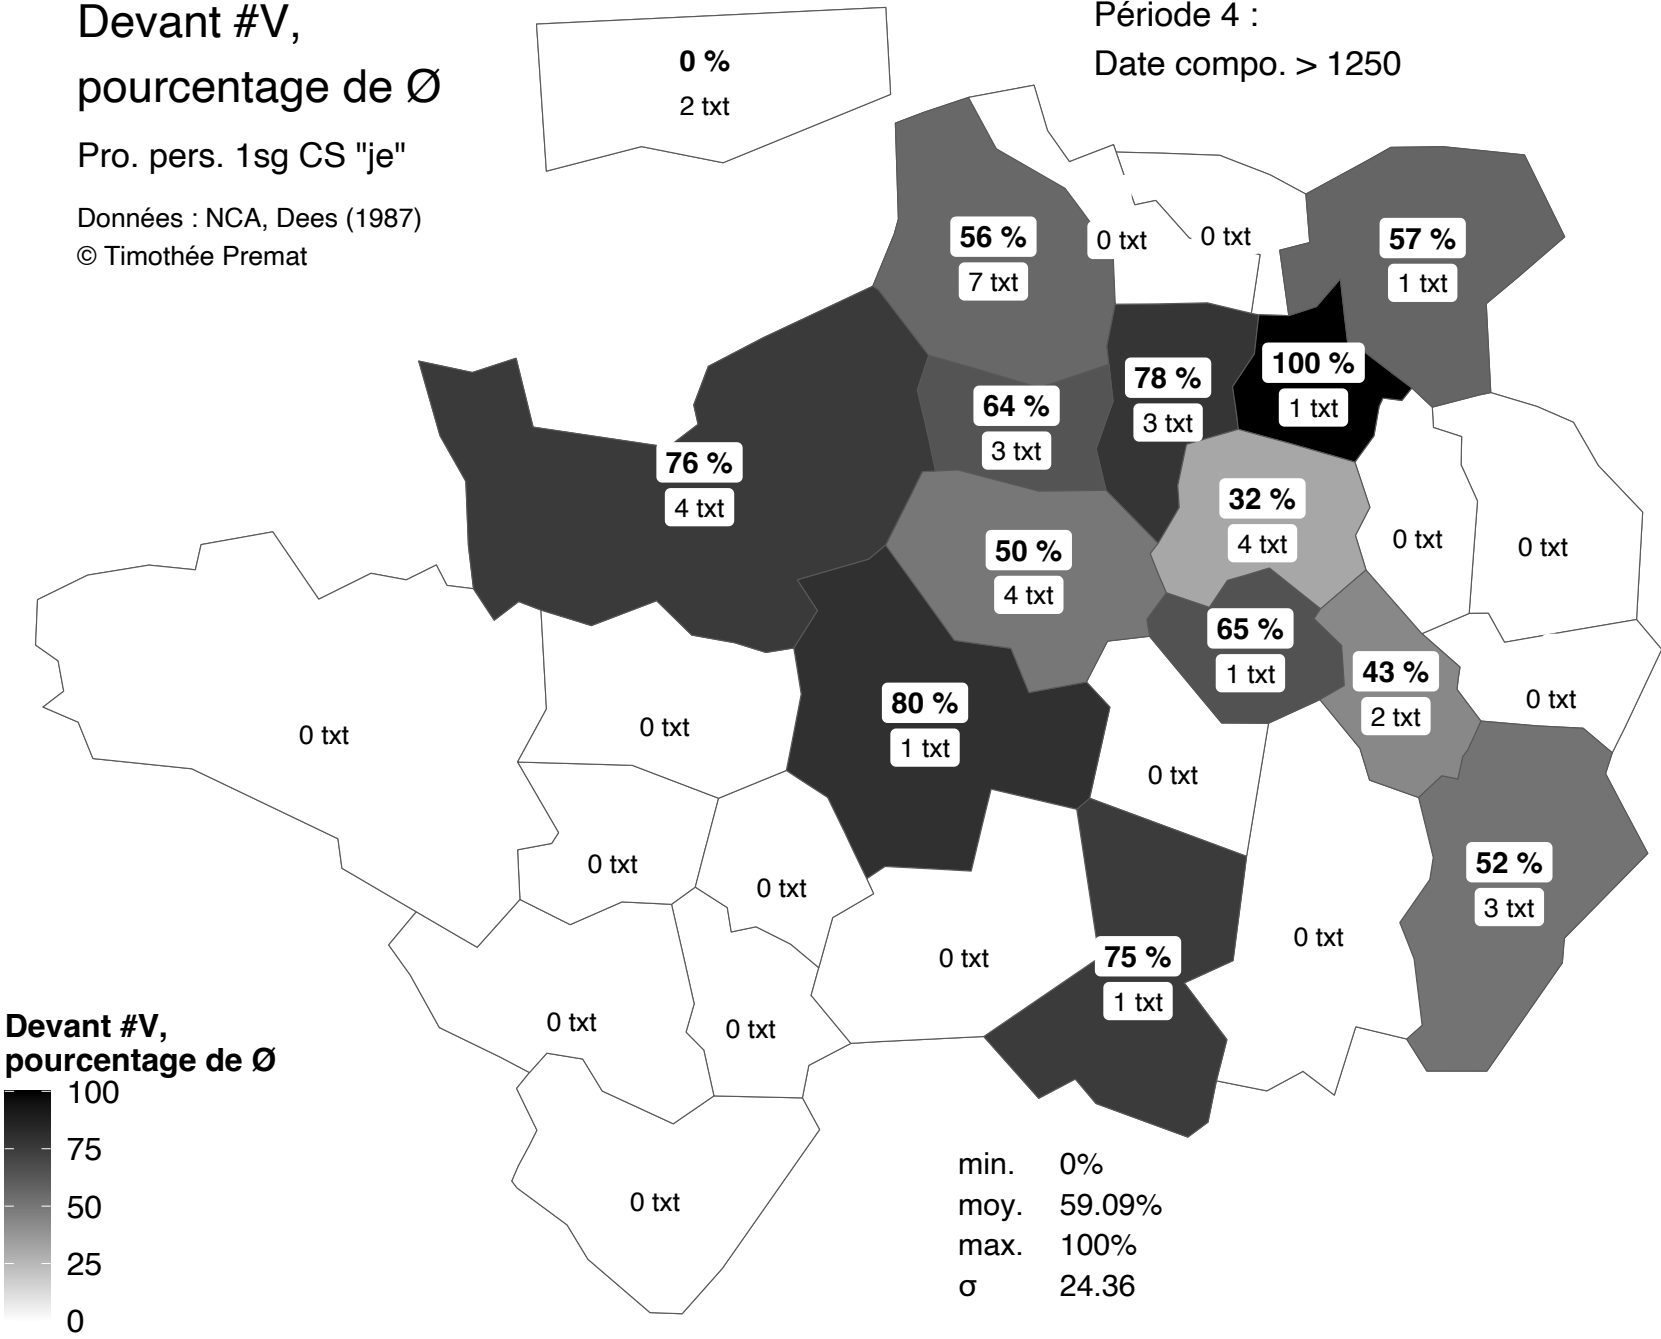 Devant #V,
pourcentage de Ø
Pro. pers. 1sg CS "je"
Données : NCA, Dees (1987)
© Timothée Premat
Période 4 :
Date compo. > 1250
0 %
2 txt
56 %
7 txt
0 txt
0 txt
57 %
1 txt
76 %
4 txt
64 %
3 txt
78 %
3 txt
100 %
1 txt
50 %
4 txt
32 %
4 txt
0 txt
0 txt
65 %
1 txt
43 %
2 txt
0 txt
0 txt
0 txt
80 %
1 txt
0 txt
0 txt
0 txt
52 %
3 txt
0 txt
75 %
1 txt
0 txt
0 txt
0 txt
0 txt
Devant #V,
pourcentage de Ø
100
75
50
25
0
min. 0%
moy. 59.09%
max. 100%
σ 24.36